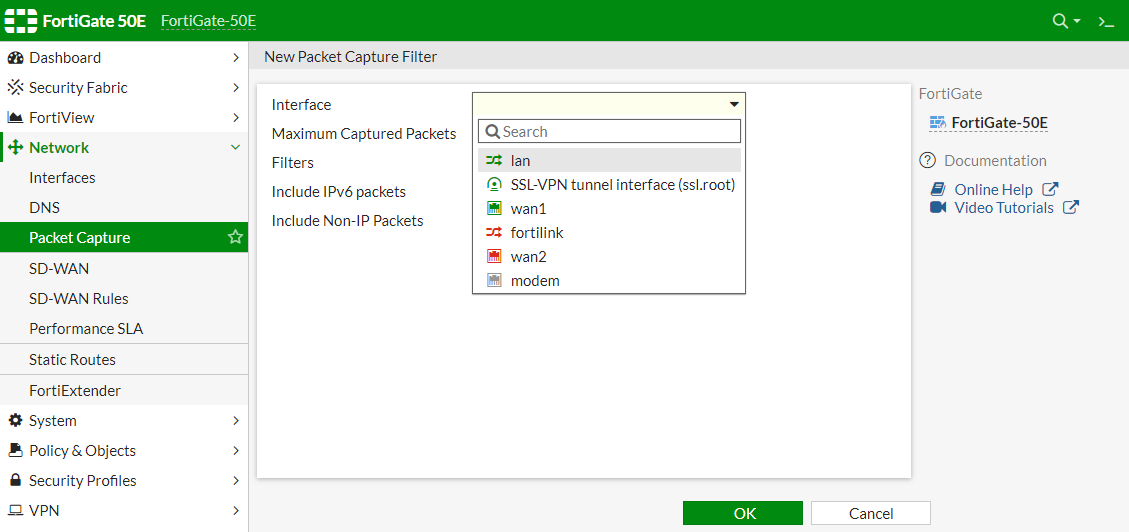 FortiGate 50E FortiGate-50E >_
Dashboard
Security Fabric
FortiView
Network
Interfaces
DNS
Packet Capture
SD-WAN
SD-WAN Rules
Performance SLA
Static Routes
FortiExtender
System
Policy & Objects
Security Profiles
VPN
New Packet Capture Filter
Interface
Maximum Captured Packets
Filters
Include IPv6 packets
Include Non-IP Packets
Search
lan
SSL-VPN tunnel interface (ssl.root)
wan1
fortilink
wan2
modem
OK Cancel
FortiGate
FortiGate-50E
? Documentation
Online Help
Video Tutorials